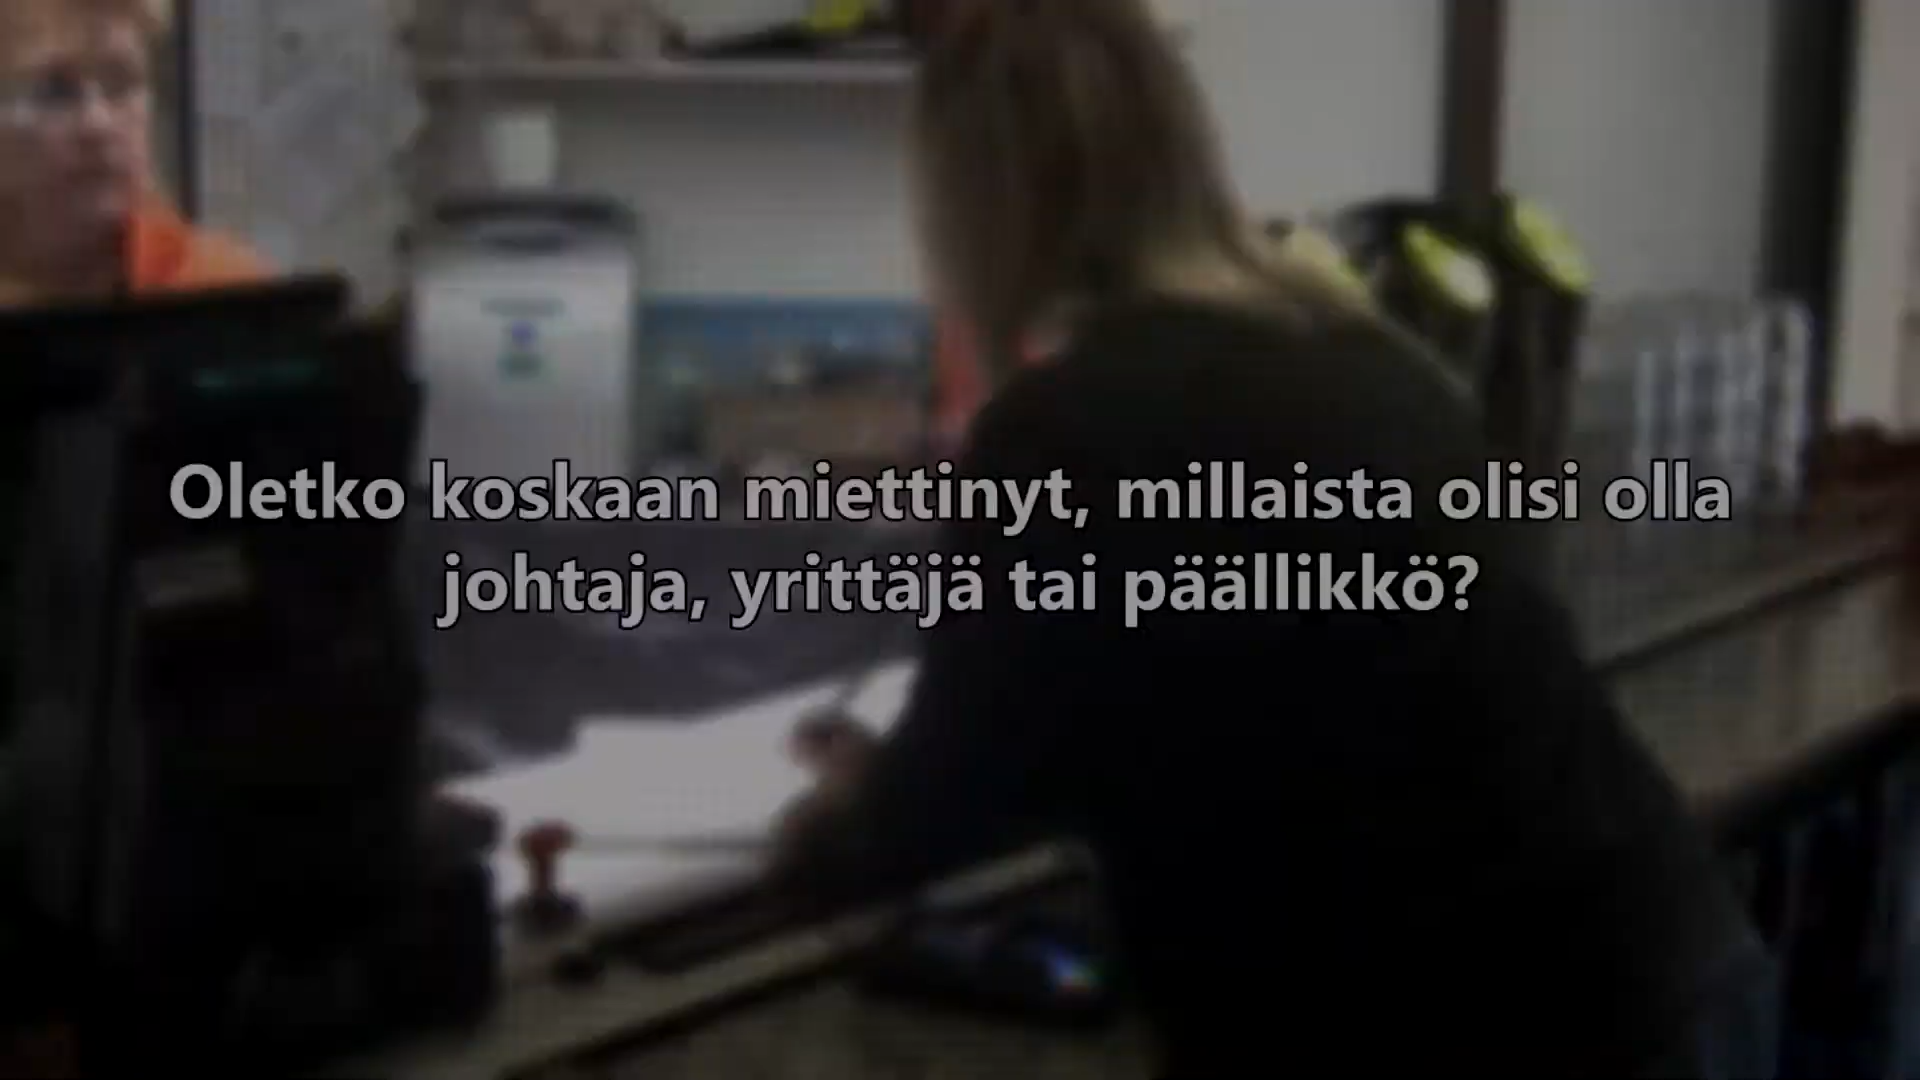 Oletko koskaan miettinyt, millaista olisi olla
johtaja, yrittäjä tai päällikkö?